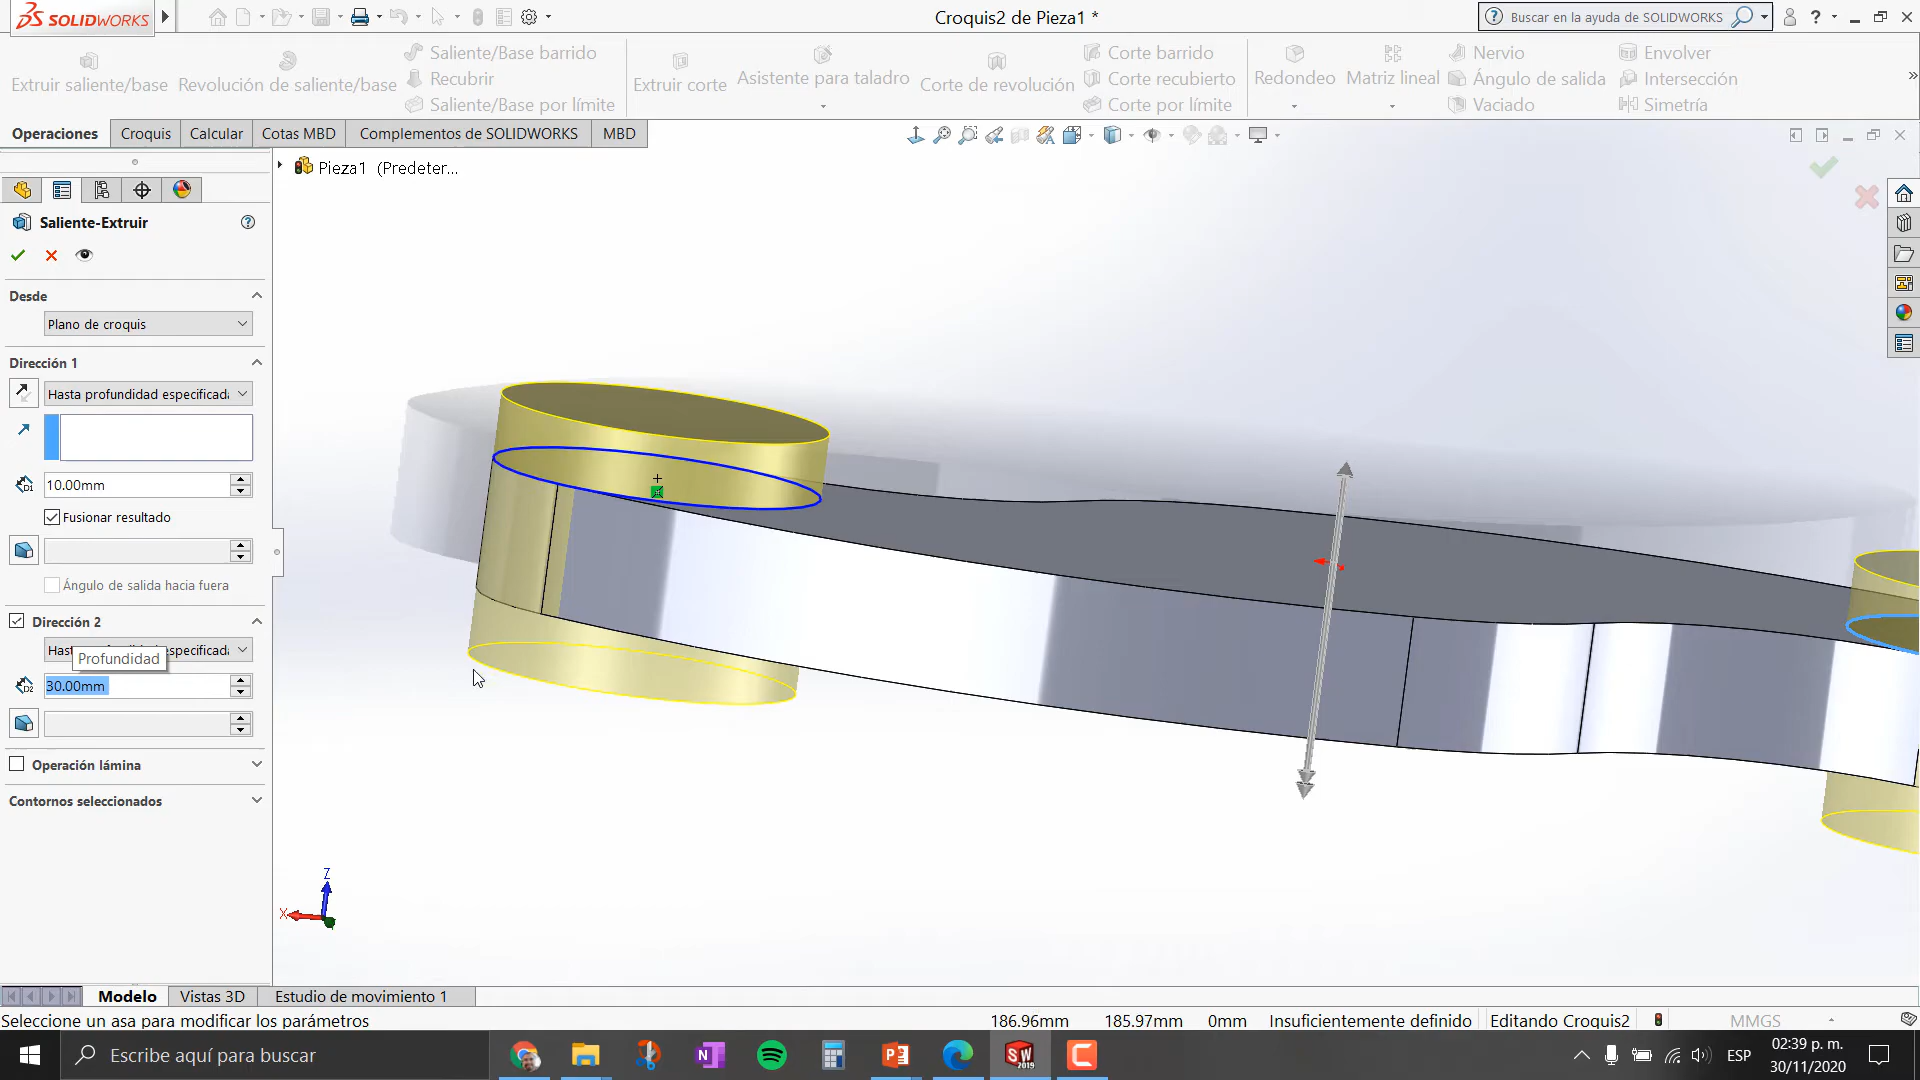 SOLIDWORKS
Croquis2 de Pieza1 *
Buscar en la ayuda de SOLIDWORKS
Extruir saliente/base
Revolución de saliente/base
Saliente/Base barrido
Recubrir
Saliente/Base por límite
Extruir corte
Asistente para taladro
Corte de revolución
Corte barrido
Corte recubierto
Corte por límite
Redondeo
Matriz lineal
Nervio
Ángulo de salida
Vaciado
Envolver
Intersección
Simetría
Operaciones
Croquis
Calcular
Cotas MBD
Complementos de SOLIDWORKS
MBD
Pieza1 (Predeter...
Saliente-Extruir
Desde
Plano de croquis
Dirección 1
Hasta profundidad especificad
10.00mm
Fusionar resultado
Ángulo de salida hacia fuera
Dirección 2
Profundidad
30.00mm
Operación lámina
Contornos seleccionados
Z
X
Modelo
Vistas 3D
Estudio de movimiento 1
Seleccione un asa para modificar los parámetros
186.96mm
185.97mm
0mm
Insuficientemente definido
Editando Croquis2
MMGS
Escribe aquí para buscar
ESP
02:39 p. m.
30/11/2020